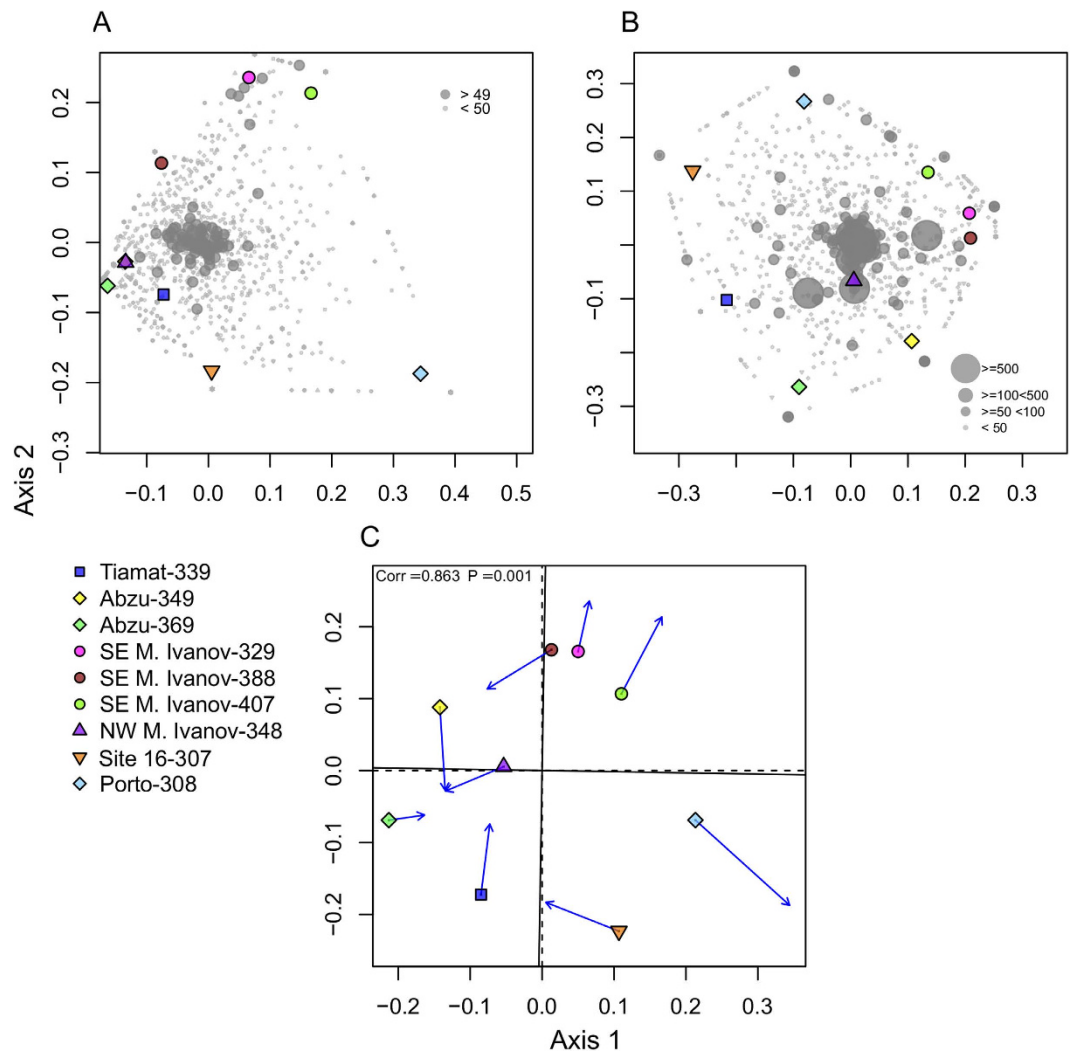 A
B
> 49
< 50
0.2
0.1
0.0
−0.1
−0.2
−0.3
−0.1 0.0 0.1 0.2 0.3 0.4 0.5
Axis 2
0.3
0.2
0.1
−0.1
−0.3
>=500
>=100<500
>=50 <100
< 50
−0.3 −0.1 0.0 0.1 0.2 0.3
C
Tiamat-339
Abzu-349
Abzu-369
SE M. Ivanov-329
SE M. Ivanov-388
SE M. Ivanov-407
NW M. Ivanov-348
Site 16-307
Porto-308
Corr =0.863 P =0.001
0.2
0.1
0.0
−0.1
−0.2
−0.2 −0.1 0.0 0.1 0.2 0.3
Axis 1